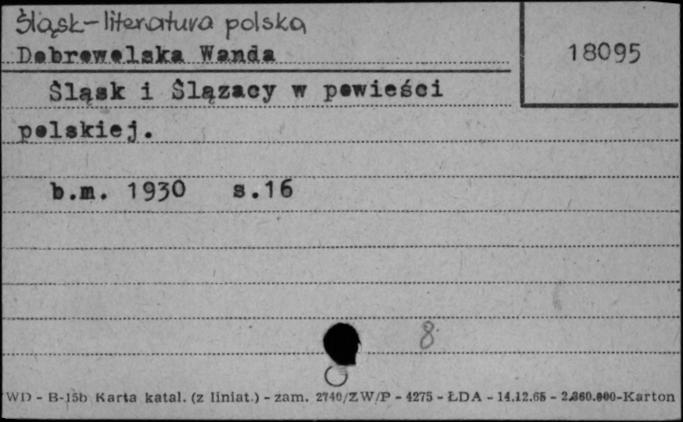 Śląsk-literatura polska
Dobrowolska Wanda
18095
Śląsk i Ślązacy w powieści
polskiej.
b.m. 1930 s.16
8
WD - B-15b Karta katal. (z liniat.) - zam. 2740/ZW/P - 4275 - ŁDA - 14.12.65 - 2.860.000-Karton